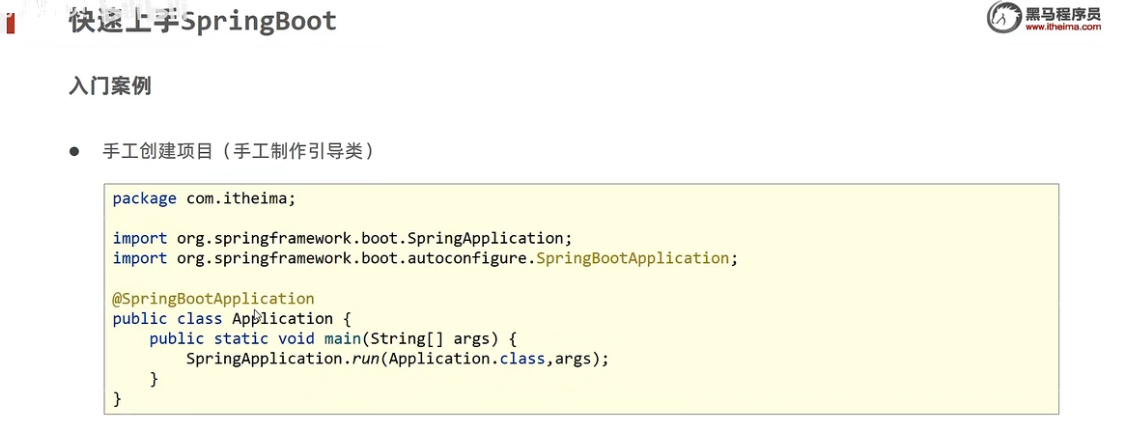 快速上手SpringBoot
黑马程序员
www.itheima.com
入门案例
● 手工创建项目（手工制作引导类）
package com.itheima;
import org.springframework.boot.SpringApplication;
import org.springframework.boot.autoconfigure.SpringBootApplication;
@SpringBootApplication
public class Application {
    public static void main(String[] args) {
        SpringApplication.run(Application.class,args);
    }
}